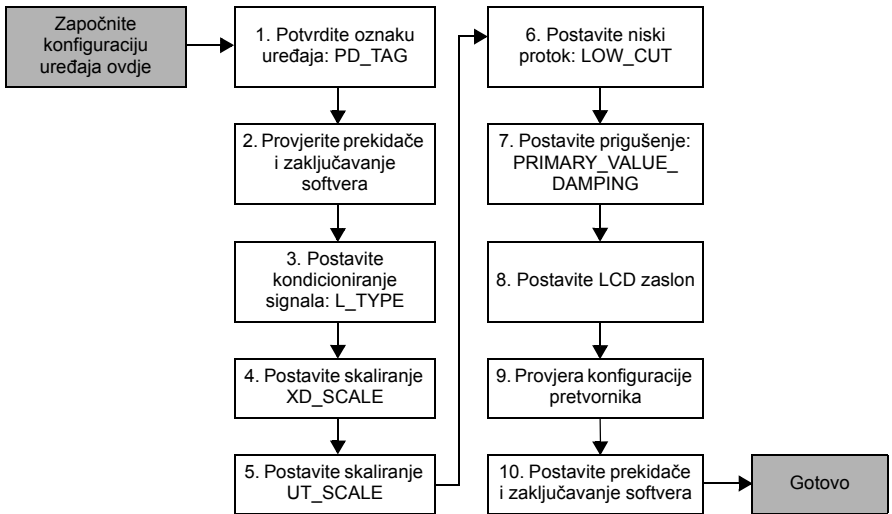 Započnite
konfiguraciju
uređaja ovdje
1. Potvrdite oznaku
uređaja: PD_TAG
2. Provjerite prekidače
i zaključavanje
softvera
3. Postavite
kondicioniranje
signala: L_TYPE
4. Postavite skaliranje
XD_SCALE
5. Postavite skaliranje
UT_SCALE
6. Postavite niski
protok: LOW_CUT
7. Postavite prigušenje:
PRIMARY_VALUE_
DAMPING
8. Postavite LCD zaslon
9. Provjera konfiguracije
pretvornika
10. Postavite prekidače
i zaključavanje softvera
Gotovo